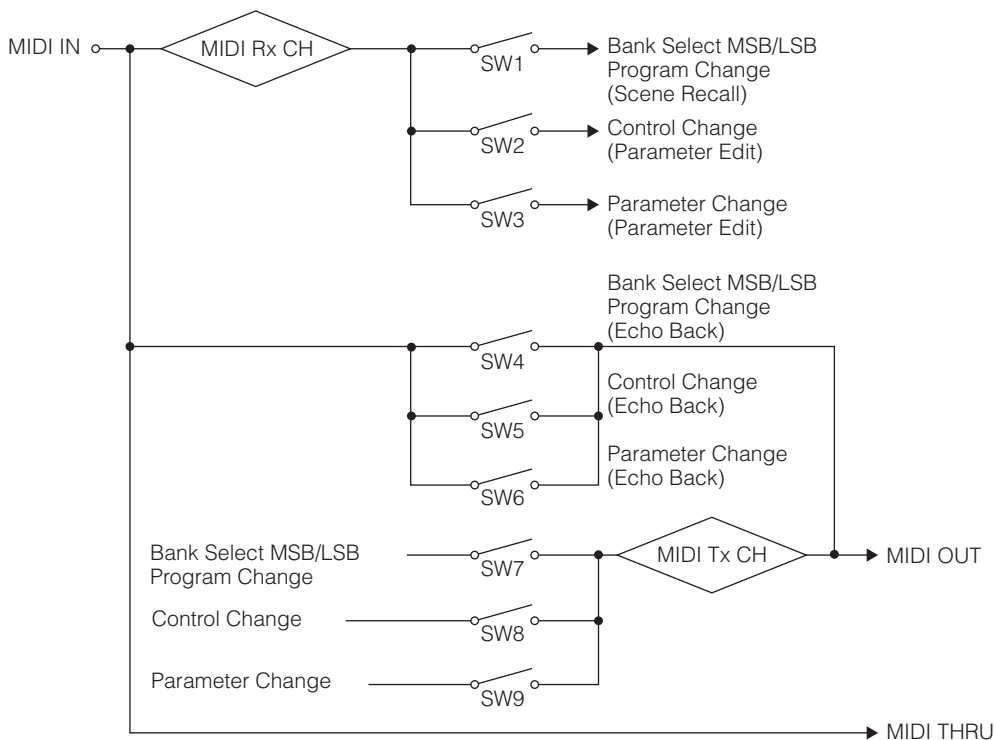 MIDI IN
MIDI Rx CH
SW1
Bank Select MSB/LSB
Program Change
(Scene Recall)
SW2
Control Change
(Parameter Edit)
SW3
Parameter Change
(Parameter Edit)
Bank Select MSB/LSB
Program Change
(Echo Back)
SW4
Control Change
(Echo Back)
SW5
Parameter Change
(Echo Back)
SW6
Bank Select MSB/LSB
Program Change
SW7
MIDI Tx CH
MIDI OUT
Control Change
SW8
Parameter Change
SW9
MIDI THRU